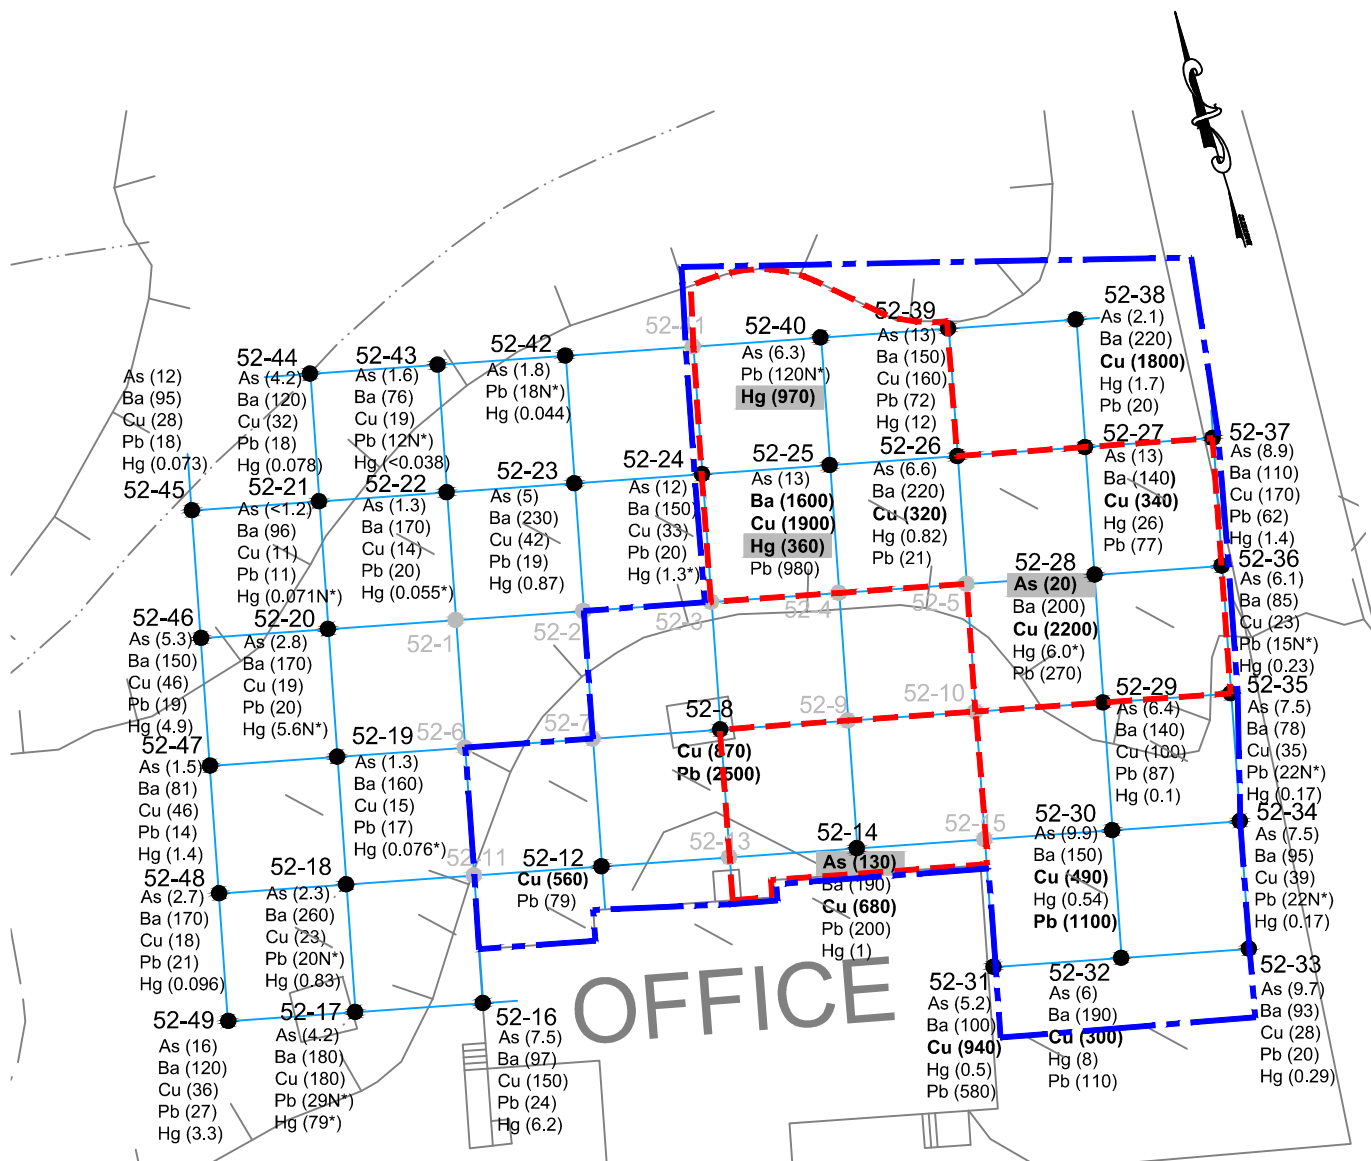 52-38
As (2.1)
Ba (220)
Cu (1800)
Hg (1.7)
Pb (20)
52-39
As (13)
Ba (150)
Cu (160)
Pb (72)
Hg (12)
52-40
As (6.3)
Pb (120N*)
Hg (970)
52-41
52-42
As (1.8)
Pb (18N*)
Hg (0.044)
52-43
As (1.6)
Ba (76)
Cu (19)
Pb (12N*)
Hg (<0.038)
52-44
As (4.2)
Ba (120)
Cu (32)
Pb (18)
Hg (0.078)
As (12)
Ba (95)
Cu (28)
Pb (18)
Hg (0.073)
52-45
52-21
As (<1.2)
Ba (96)
Cu (11)
Pb (11)
Hg (0.071N*)
52-22
As (1.3)
Ba (170)
Cu (14)
Pb (20)
Hg (0.055*)
52-23
As (5)
Ba (230)
Cu (42)
Pb (19)
Hg (0.87)
52-24
As (12)
Ba (150)
Cu (33)
Pb (20)
Hg (1.3*)
52-25
As (13)
Ba (1600)
Cu (1900)
Hg (360)
Pb (980)
52-26
As (6.6)
Ba (220)
Cu (320)
Hg (0.82)
Pb (21)
52-27
As (13)
Ba (140)
Cu (340)
Hg (26)
Pb (77)
52-37
As (8.9)
Ba (110)
Cu (170)
Pb (62)
Hg (1.4)
52-36
As (6.1)
Ba (85)
Cu (23)
Pb (15N*)
Hg (0.23)
52-28
As (20)
Ba (200)
Cu (2200)
Hg (6.0*)
Pb (270)
52-5
52-4
52-3
52-2
52-1
52-20
As (2.8)
Ba (170)
Cu (19)
Pb (20)
Hg (5.6N*)
52-46
As (5.3)
Ba (150)
Cu (46)
Pb (19)
Hg (4.9)
52-47
As (1.5)
Ba (81)
Cu (46)
Pb (14)
Hg (1.4)
52-19
As (1.3)
Ba (160)
Cu (15)
Pb (17)
Hg (0.076*)
52-6
52-7
52-8
Cu (870)
Pb (2500)
52-9
52-10
52-29
As (6.4)
Ba (140)
Cu (100)
Pb (87)
Hg (0.1)
52-35
As (7.5)
Ba (78)
Cu (35)
Pb (22N*)
Hg (0.17)
52-34
As (7.5)
Ba (95)
Cu (39)
Pb (22N*)
Hg (0.17)
52-30
As (9.9)
Ba (150)
Cu (490)
Hg (0.54)
Pb (1100)
52-15
52-14
As (130)
Ba (190)
Cu (680)
Pb (200)
Hg (1)
52-13
52-12
Cu (560)
Pb (79)
52-11
52-18
As (2.3)
Ba (260)
Cu (23)
Pb (20N*)
Hg (0.83)
52-48
As (2.7)
Ba (170)
Cu (18)
Pb (21)
Hg (0.096)
52-49
As (16)
Ba (120)
Cu (36)
Pb (27)
Hg (3.3)
52-17
As (4.2)
Ba (180)
Cu (180)
Pb (29N*)
Hg (79*)
52-16
As (7.5)
Ba (97)
Cu (150)
Pb (24)
Hg (6.2)
OFFICE
52-31
As (5.2)
Ba (100)
Cu (940)
Hg (0.5)
Pb (580)
52-32
As (6)
Ba (190)
Cu (300)
Hg (8)
Pb (110)
52-33
As (9.7)
Ba (93)
Cu (28)
Pb (20)
Hg (0.29)